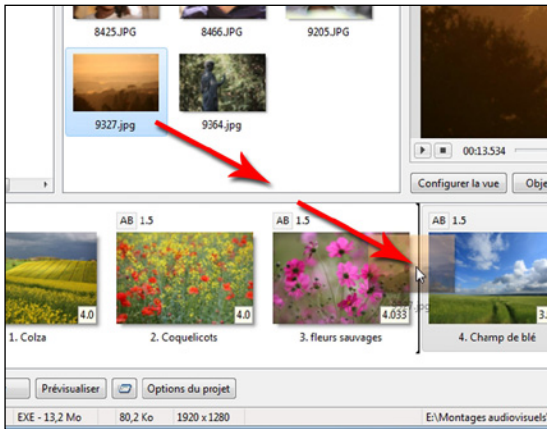 8425.JPG 8466.JPG 9205.JPG
9327.jpg 9364.jpg
00:13.534
Configurer la vue Obje
AB 1.5 AB 1.5 AB 1.5
4.0 4.0 4.033 3.
1. Colza 2. Coquelicots 3. fleurs sauvages 4. Champ de blé
Prévisualiser Options du projet
EXE - 13,2 Mo 80,2 Ko 1920 x 1280 E:\Montages audiovisuels\